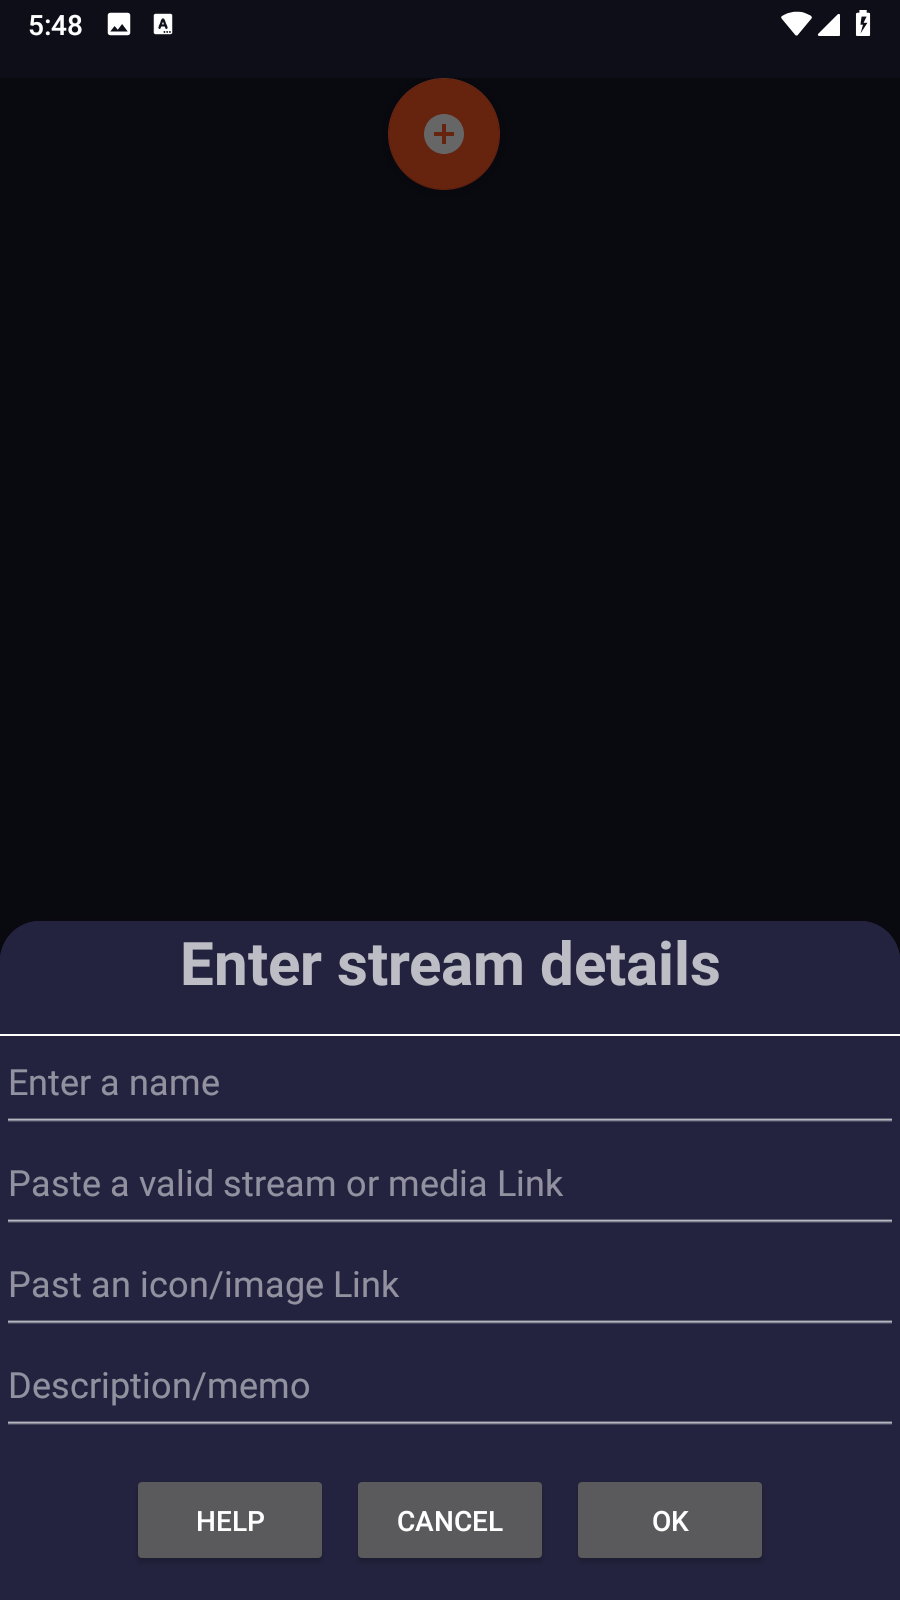 5:48
Enter stream details
Enter a name
Paste a valid stream or media Link
Past an icon/image Link
Description/memo
HELP CANCEL OK